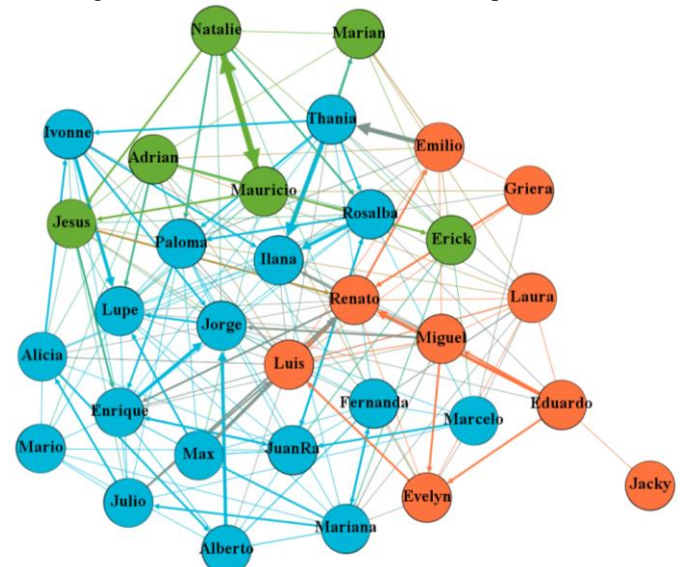 Natalie
Marian
Thania
Ivonne
Emilio
Adrian
Mauricio
Griera
Jesus
Rosalba
Paloma
Erick
Ilana
Renato
Laura
Lupe
Jorge
Miguel
Alicia
Luis
Enrique
Fernanda
Eduardo
Marcelo
Mario
Max
JuanRa
Jacky
Julio
Evelyn
Mariana
Alberto